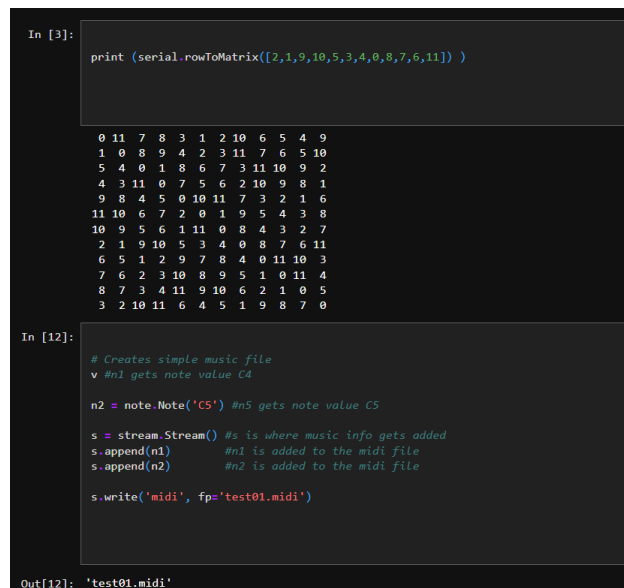 In [3]:
print (serial.rowToMatrix([2,1,9,10,5,3,4,0,8,7,6,11]) )
0 11 7 8 3 1 2 10 6 5 4 9
1 0 8 9 4 2 3 11 7 6 5 10
5 4 0 1 8 6 7 3 11 10 9 2
4 3 11 0 7 5 6 2 10 9 8 1
9 8 4 5 0 10 11 7 3 2 1 6
11 10 6 7 2 0 1 9 5 4 3 8
10 9 5 6 1 11 0 8 4 3 2 7
2 1 9 10 5 3 4 0 8 7 6 11
6 5 1 2 9 7 8 4 0 11 10 3
7 6 2 3 10 8 9 5 1 0 11 4
8 7 3 4 11 9 10 6 2 1 0 5
3 2 10 11 6 4 5 1 9 8 7 0
In [12]:
# Creates simple music file
v #n1 gets note value C4
n2 = note.Note('C5') #n5 gets note value C5
s = stream.Stream() #s is where music info gets added
s.append(n1) #n1 is added to the midi file
s.append(n2) #n2 is added to the midi file
s.write('midi', fp='test01.midi')
Out[12]: 'test01.midi'